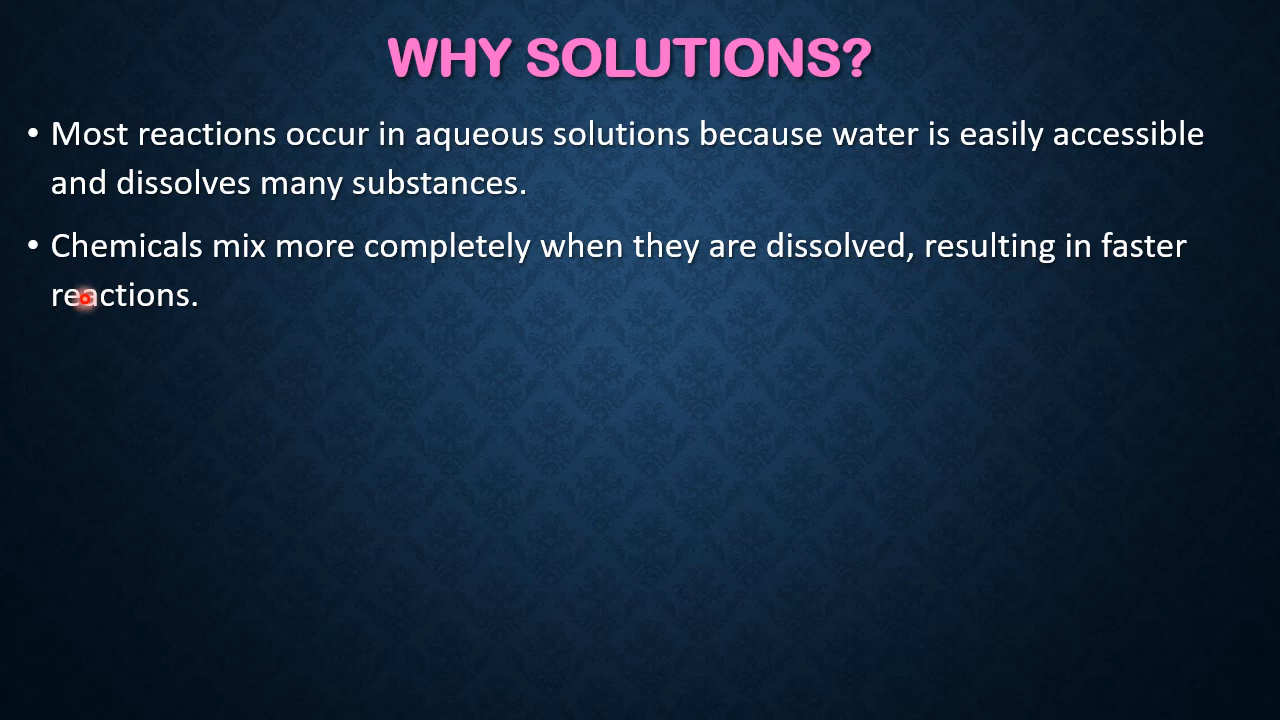 WHY SOLUTIONS?
• Most reactions occur in aqueous solutions because water is easily accessible
and dissolves many substances.
• Chemicals mix more completely when they are dissolved, resulting in faster
reactions.